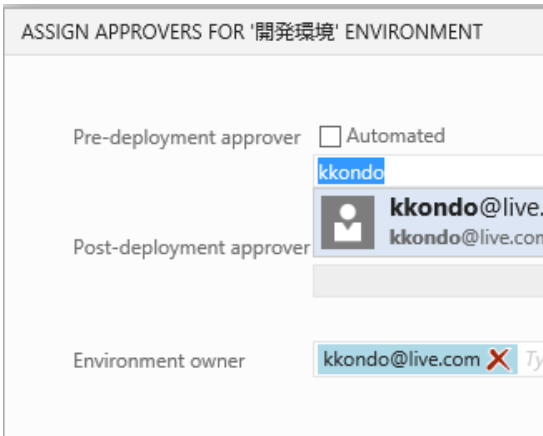 ASSIGN APPROVERS FOR '開発環境' ENVIRONMENT
Pre-deployment approver Automated
kkondo
kkondo@live.
kkondo@live.com
Post-deployment approver
Environment owner kkondo@live.com Ty